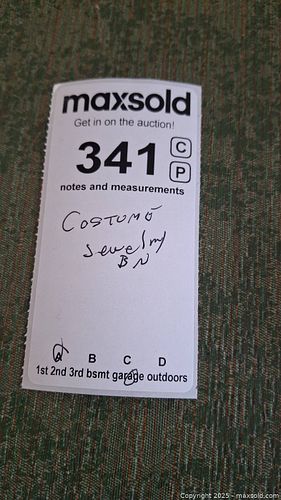 maxsold
Get in on the auction!
341 C
P
notes and measurements
COSTUME
Jewelry
BN
A B C D
1st 2nd 3rd bsmt garage outdoors
Copyright © 2025 - maxsold.com